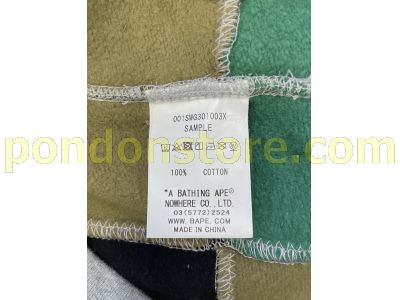 001SMG301003X
SAMPLE
100% COTTON
"A BATHING APE®
NOWHERE CO., LTD.
03(5772)2524
WWW. BAPE. COM
MADE IN CHINA
pondonstore.com